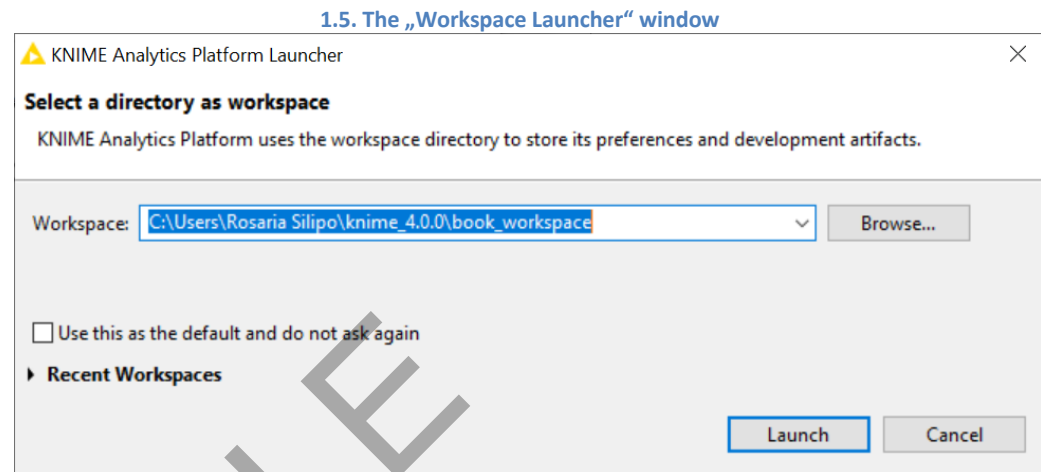 1.5. The „Workspace Launcher“ window
KNIME Analytics Platform Launcher
Select a directory as workspace
KNIME Analytics Platform uses the workspace directory to store its preferences and development artifacts.
Workspace: C:\Users\Rosaria Silipo\knime_4.0.0\book_workspace Browse...
Use this as the default and do not ask again
Recent Workspaces
Launch Cancel